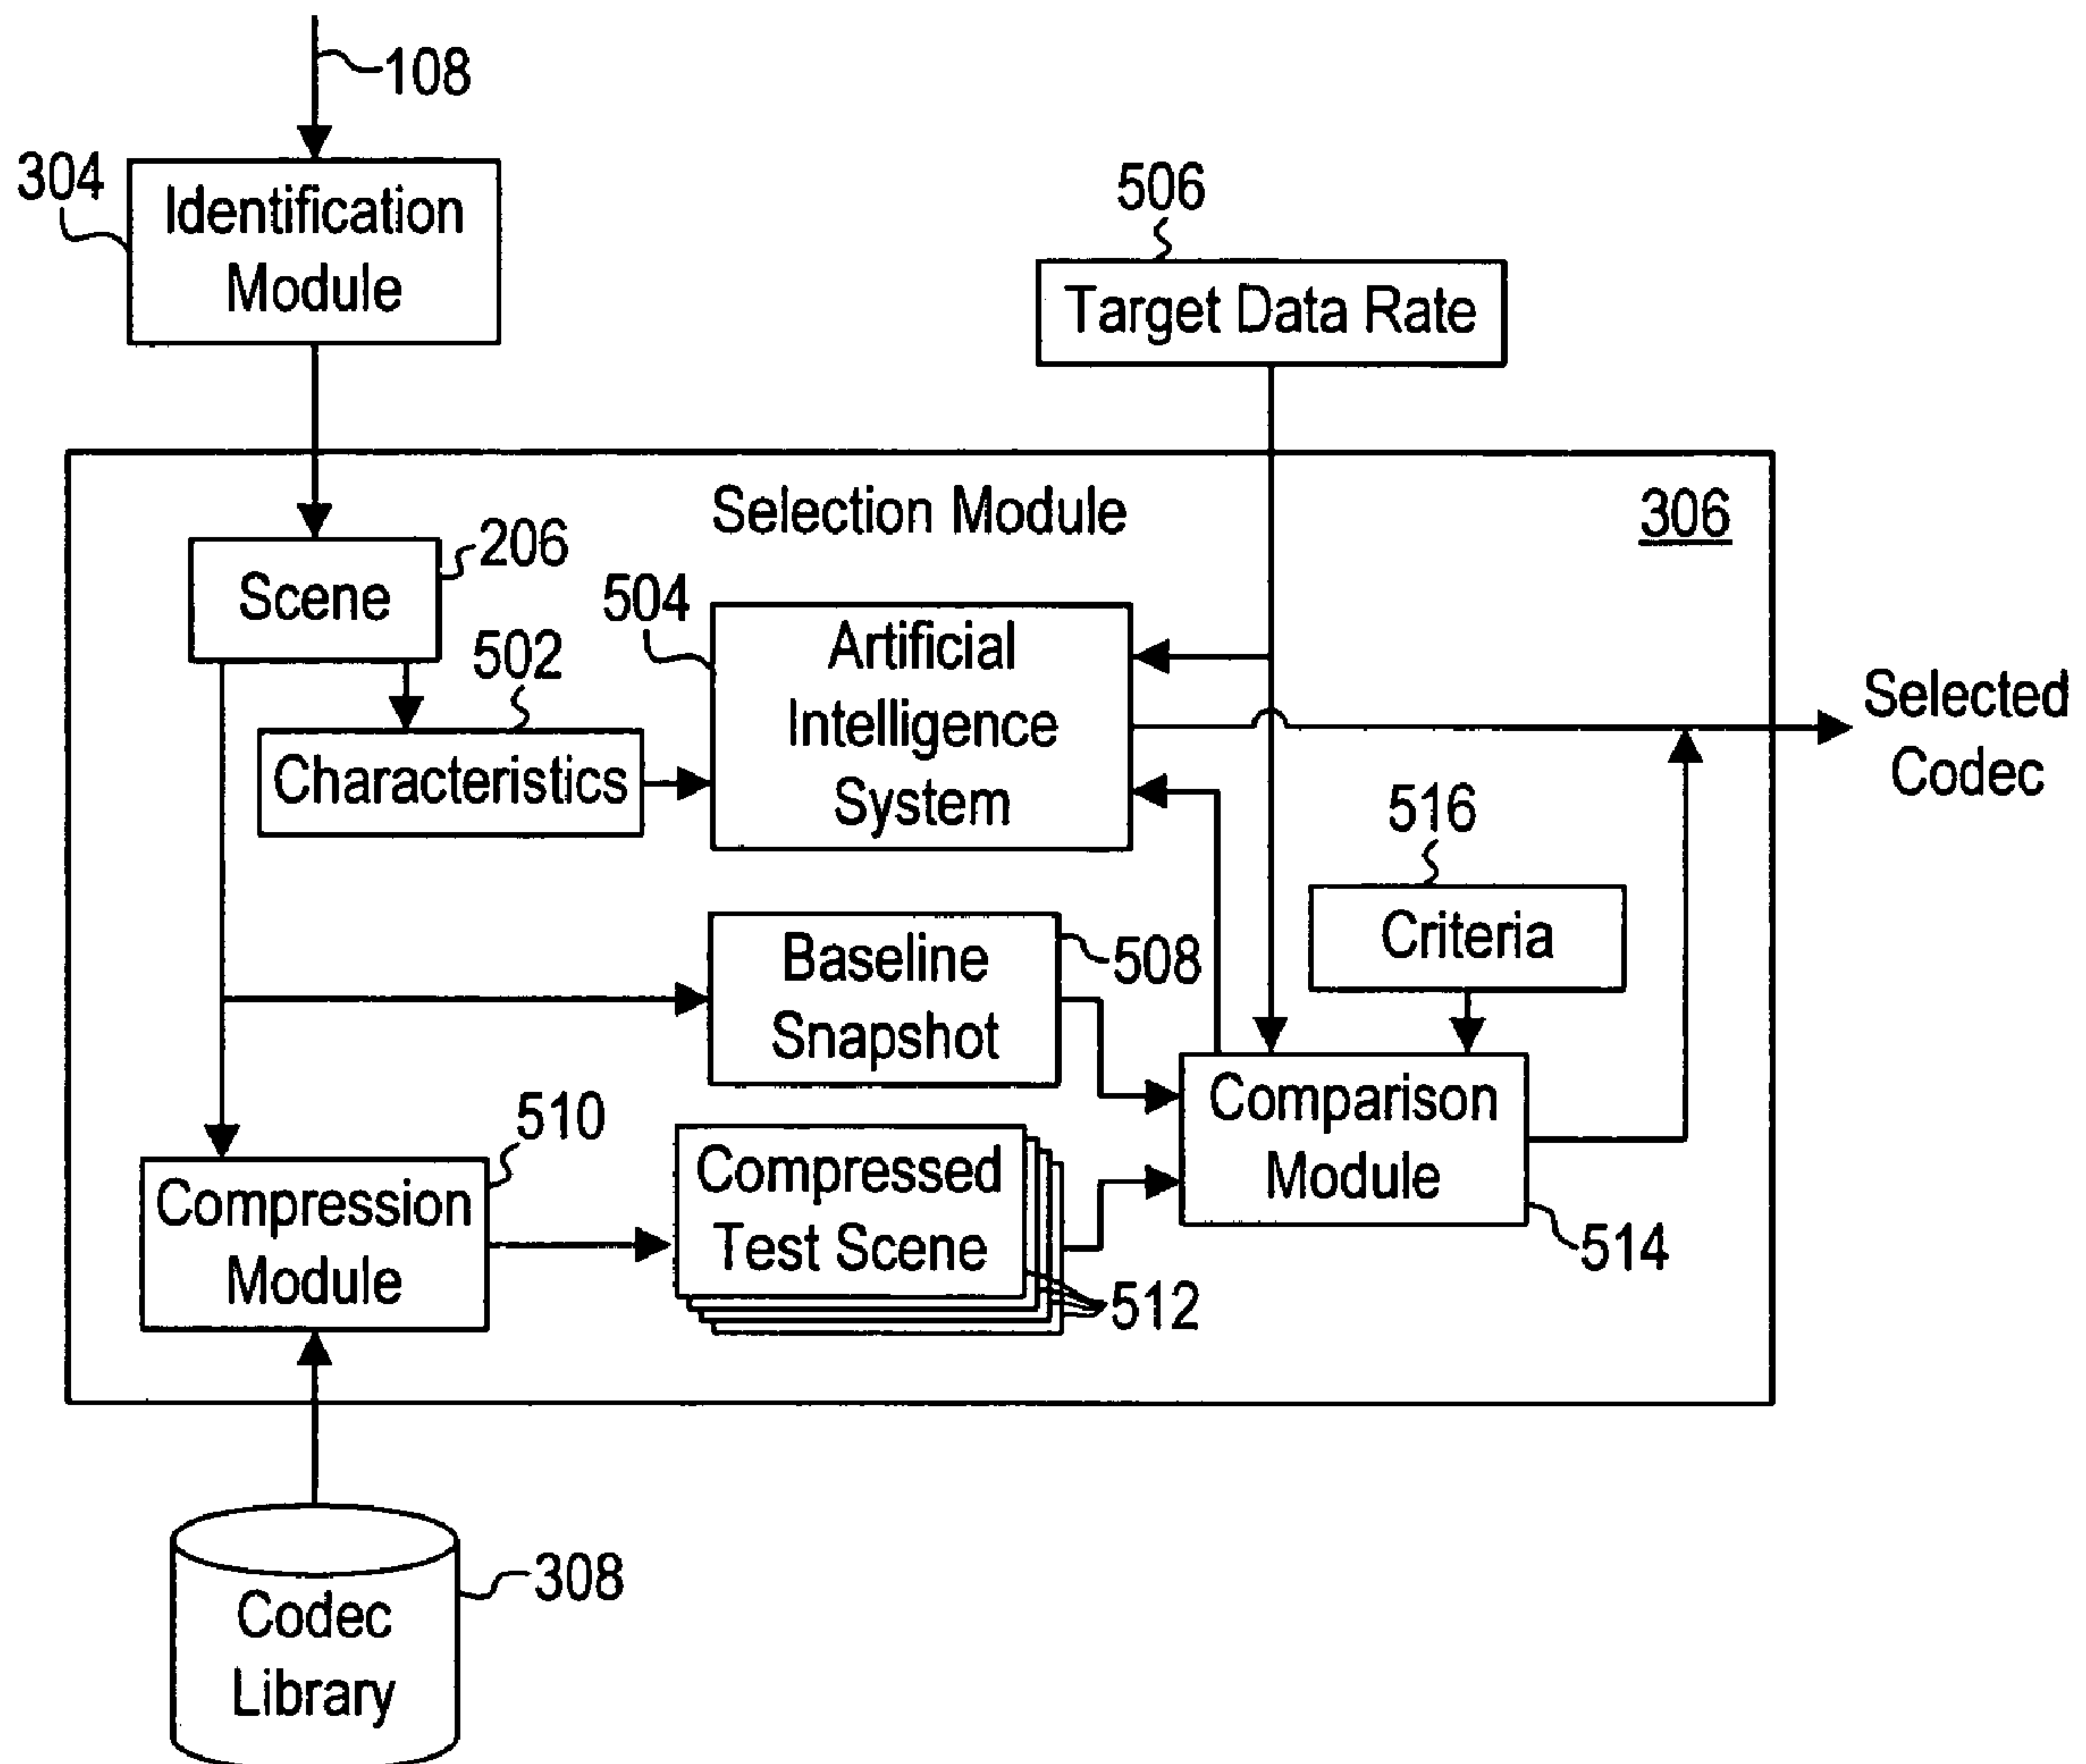 108
304
Identification
Module
506
Target Data Rate
Selection Module
306
Scene
206
504
Artificial
Intelligence
System
502
Characteristics
Selected
Codec
516
Criteria
Baseline
Snapshot
508
Comparison
Module
514
510
Compression
Module
Compressed
Test Scene
512
Codec
Library
308